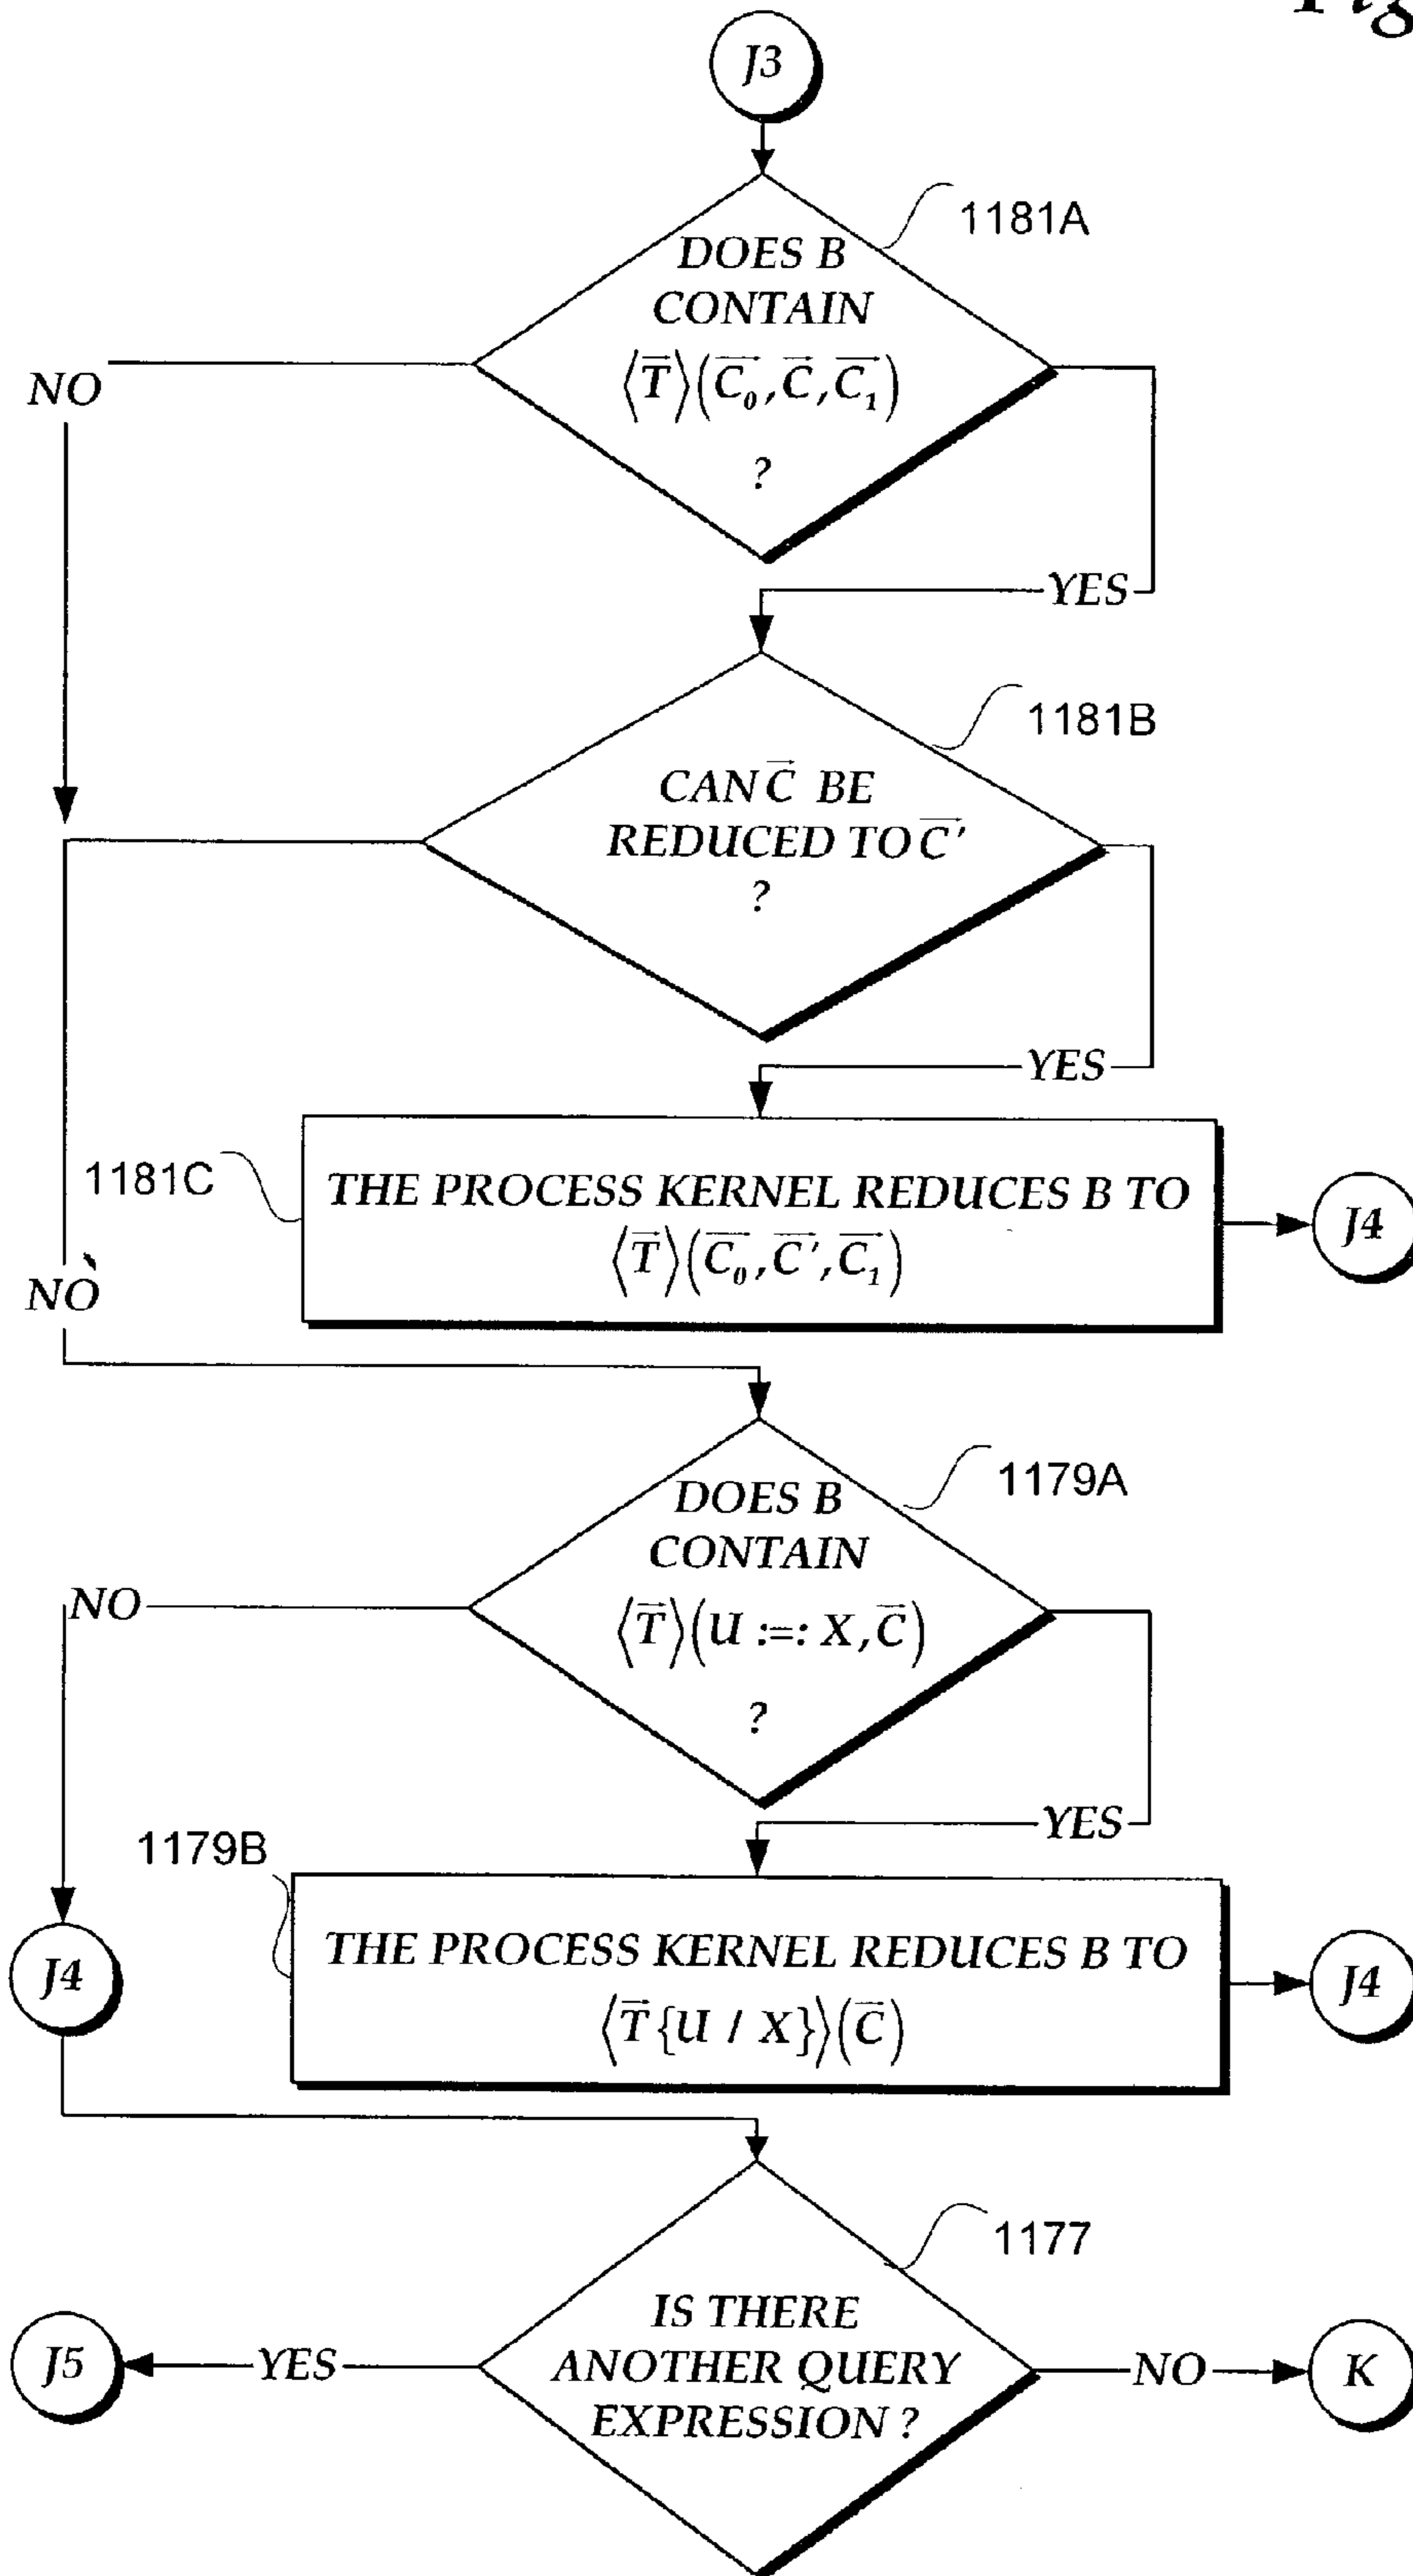 Fig
J3
1181A
DOES B
CONTAIN
⟨T⃗⟩(C₀⃗, C⃗, C₁⃗)
?
NO
YES
1181B
CAN C⃗ BE
REDUCED TO C⃗'
?
YES
1181C
THE PROCESS KERNEL REDUCES B TO
⟨T⃗⟩(C₀⃗, C⃗', C₁⃗)
J4
NO
1179A
DOES B
CONTAIN
⟨T⃗⟩(U :=: X, C⃗)
?
NO
YES
1179B
THE PROCESS KERNEL REDUCES B TO
⟨T⃗{U / X}⟩(C⃗)
J4
J4
1177
IS THERE
ANOTHER QUERY
EXPRESSION ?
J5
YES
NO
K